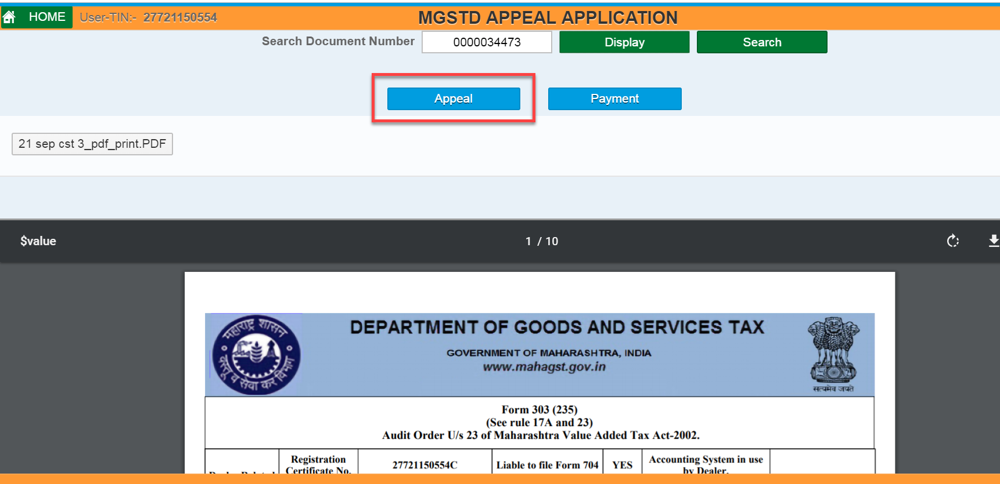 HOME User-TIN:- 27721150554 MGSTD APPEAL APPLICATION
Search Document Number 0000034473 Display Search
Appeal Payment
21 sep cst 3_pdf_print.PDF
$value 1 / 10
महाराष्ट्र शासन
वस्तू व सेवा कर विभाग
DEPARTMENT OF GOODS AND SERVICES TAX
GOVERNMENT OF MAHARASHTRA, INDIA
www.mahagst.gov.in
सत्यमेव जयते
Form 303 (235)
(See rule 17A and 23)
Audit Order U/s 23 of Maharashtra Value Added Tax Act-2002.
Registration Accounting System in use
27721150554C Liable to file Form 704 YES
Certificate No. by Dealer.